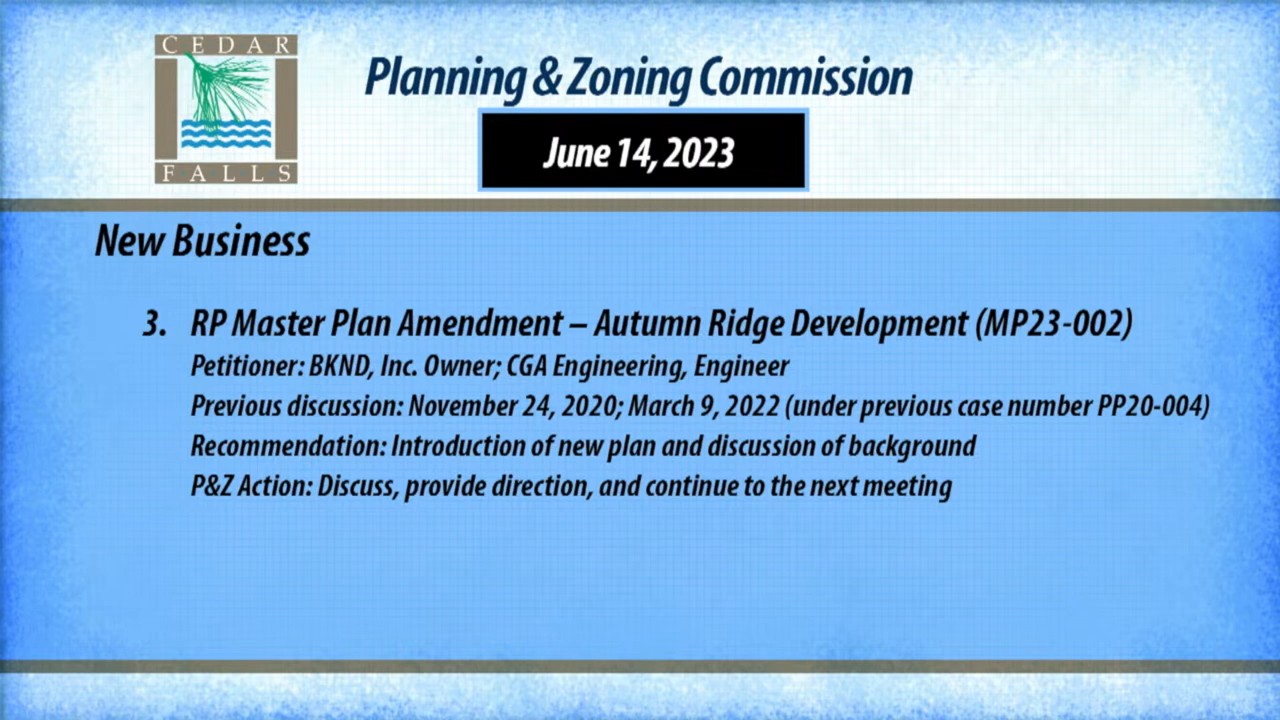 CEDAR
FALLS
Planning & Zoning Commission
June 14, 2023
New Business
3. RP Master Plan Amendment – Autumn Ridge Development (MP23-002)
Petitioner: BKND, Inc. Owner; CGA Engineering, Engineer
Previous discussion: November 24, 2020; March 9, 2022 (under previous case number PP20-004)
Recommendation: Introduction of new plan and discussion of background
P&Z Action: Discuss, provide direction, and continue to the next meeting